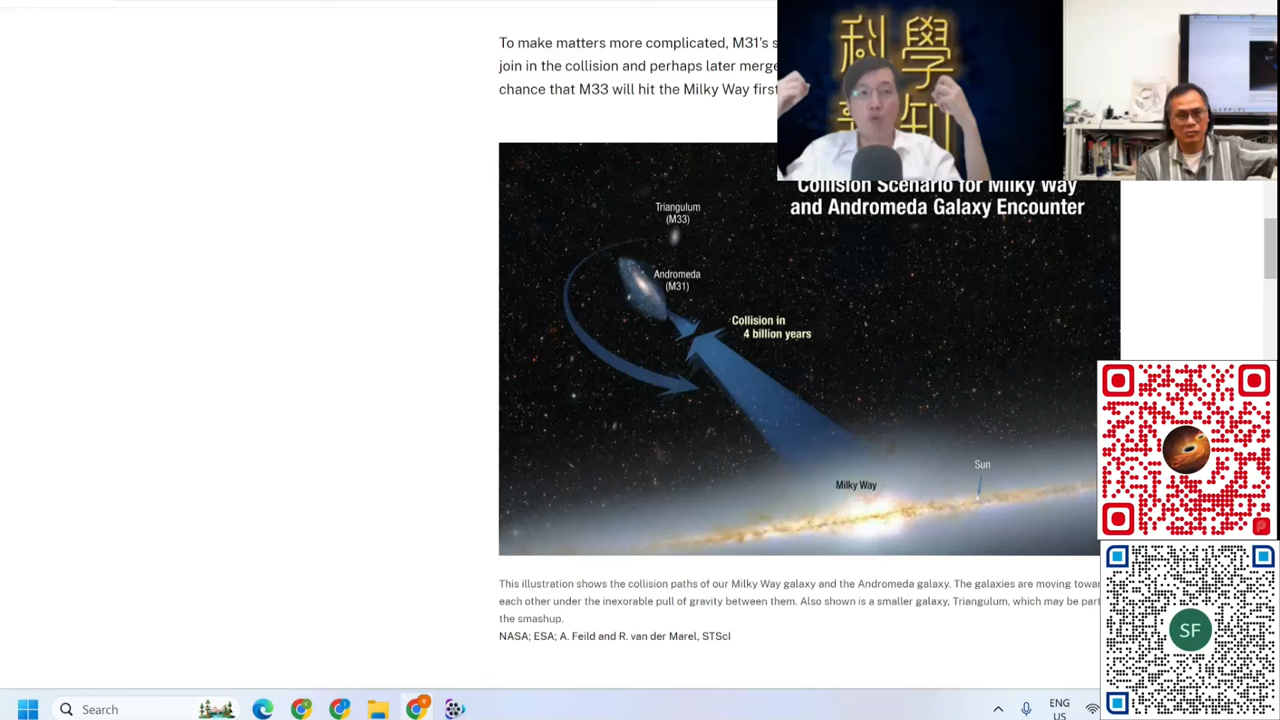 To make matters more complicated, M31's s
join in the collision and perhaps later merge
chance that M33 will hit the Milky Way first
科學
知
Collision Scenario for Milky Way
and Andromeda Galaxy Encounter
Triangulum
(M33)
Andromeda
(M31)
Collision in
4 billion years
Sun
Milky Way
This illustration shows the collision paths of our Milky Way galaxy and the Andromeda galaxy. The galaxies are moving towar
each other under the inexorable pull of gravity between them. Also shown is a smaller galaxy, Triangulum, which may be part
the smashup.
NASA; ESA; A. Feild and R. van der Marel, STScI
SF
Search
ENG
US